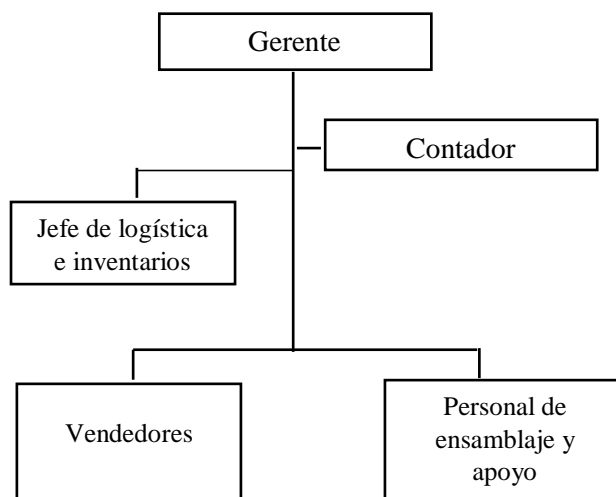 Gerente
Contador
Jefe de logística
e inventarios
Vendedores
Personal de
ensamblaje y
apoyo